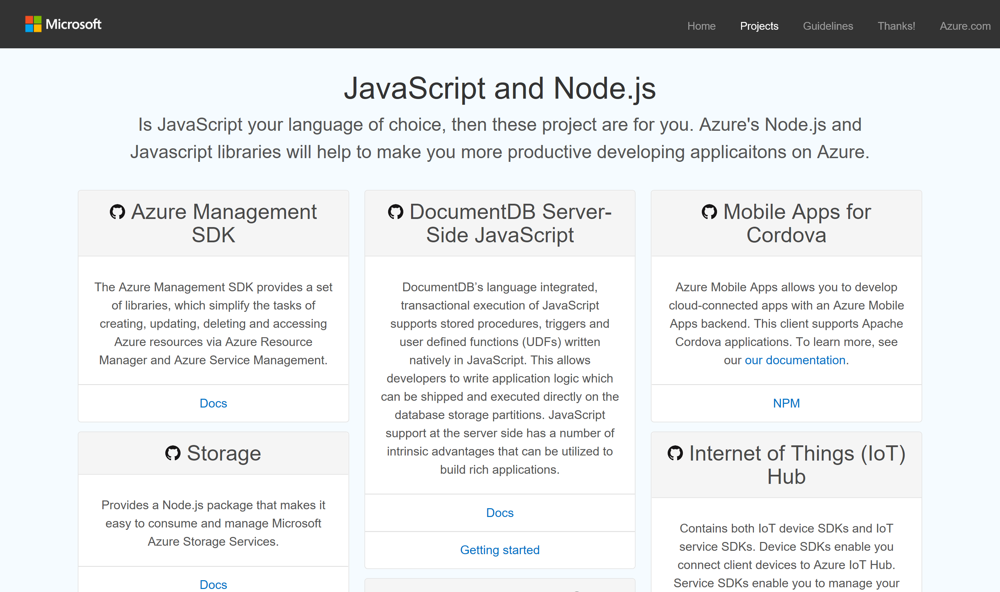 Microsoft
Home Projects Guidelines Thanks! Azure.com
JavaScript and Node.js
Is JavaScript your language of choice, then these project are for you. Azure's Node.js and
Javascript libraries will help to make you more productive developing applicaitons on Azure.
Azure Management
SDK
The Azure Management SDK provides a set
of libraries, which simplify the tasks of
creating, updating, deleting and accessing
Azure resources via Azure Resource
Manager and Azure Service Management.
Docs
Storage
Provides a Node.js package that makes it
easy to consume and manage Microsoft
Azure Storage Services.
Docs
DocumentDB Server-
Side JavaScript
DocumentDB’s language integrated,
transactional execution of JavaScript
supports stored procedures, triggers and
user defined functions (UDFs) written
natively in JavaScript. This allows
developers to write application logic which
can be shipped and executed directly on the
database storage partitions. JavaScript
support at the server side has a number of
intrinsic advantages that can be utilized to
build rich applications.
Docs
Getting started
Mobile Apps for
Cordova
Azure Mobile Apps allows you to develop
cloud-connected apps with an Azure Mobile
Apps backend. This client supports Apache
Cordova applications. To learn more, see
our our documentation.
NPM
Internet of Things (IoT)
Hub
Contains both IoT device SDKs and IoT
service SDKs. Device SDKs enable you
connect client devices to Azure IoT Hub.
Service SDKs enable you to manage your